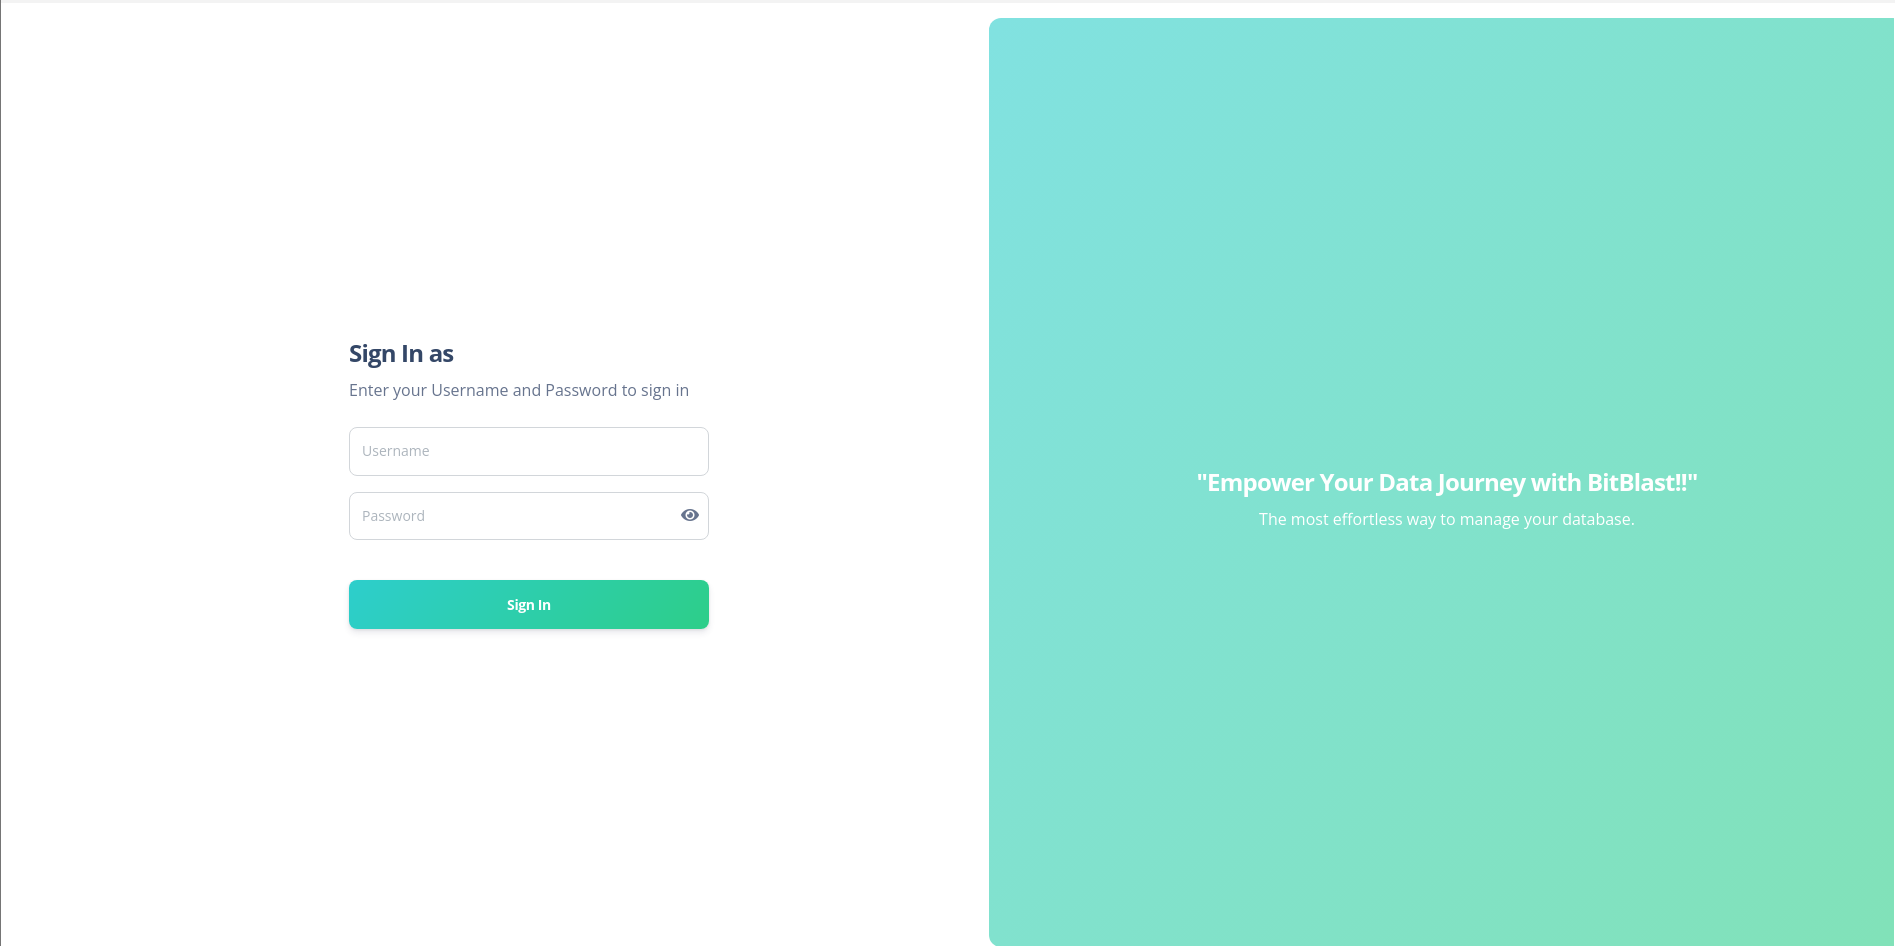 Sign In as
Enter your Username and Password to sign in
Username
Password
Sign In
"Empower Your Data Journey with BitBlast!!"
The most effortless way to manage your database.